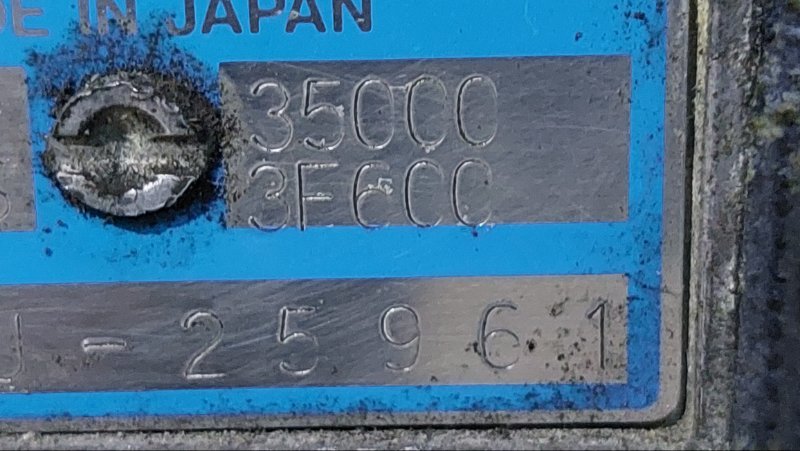 DE IN JAPAN
35000
3F600
J-25961